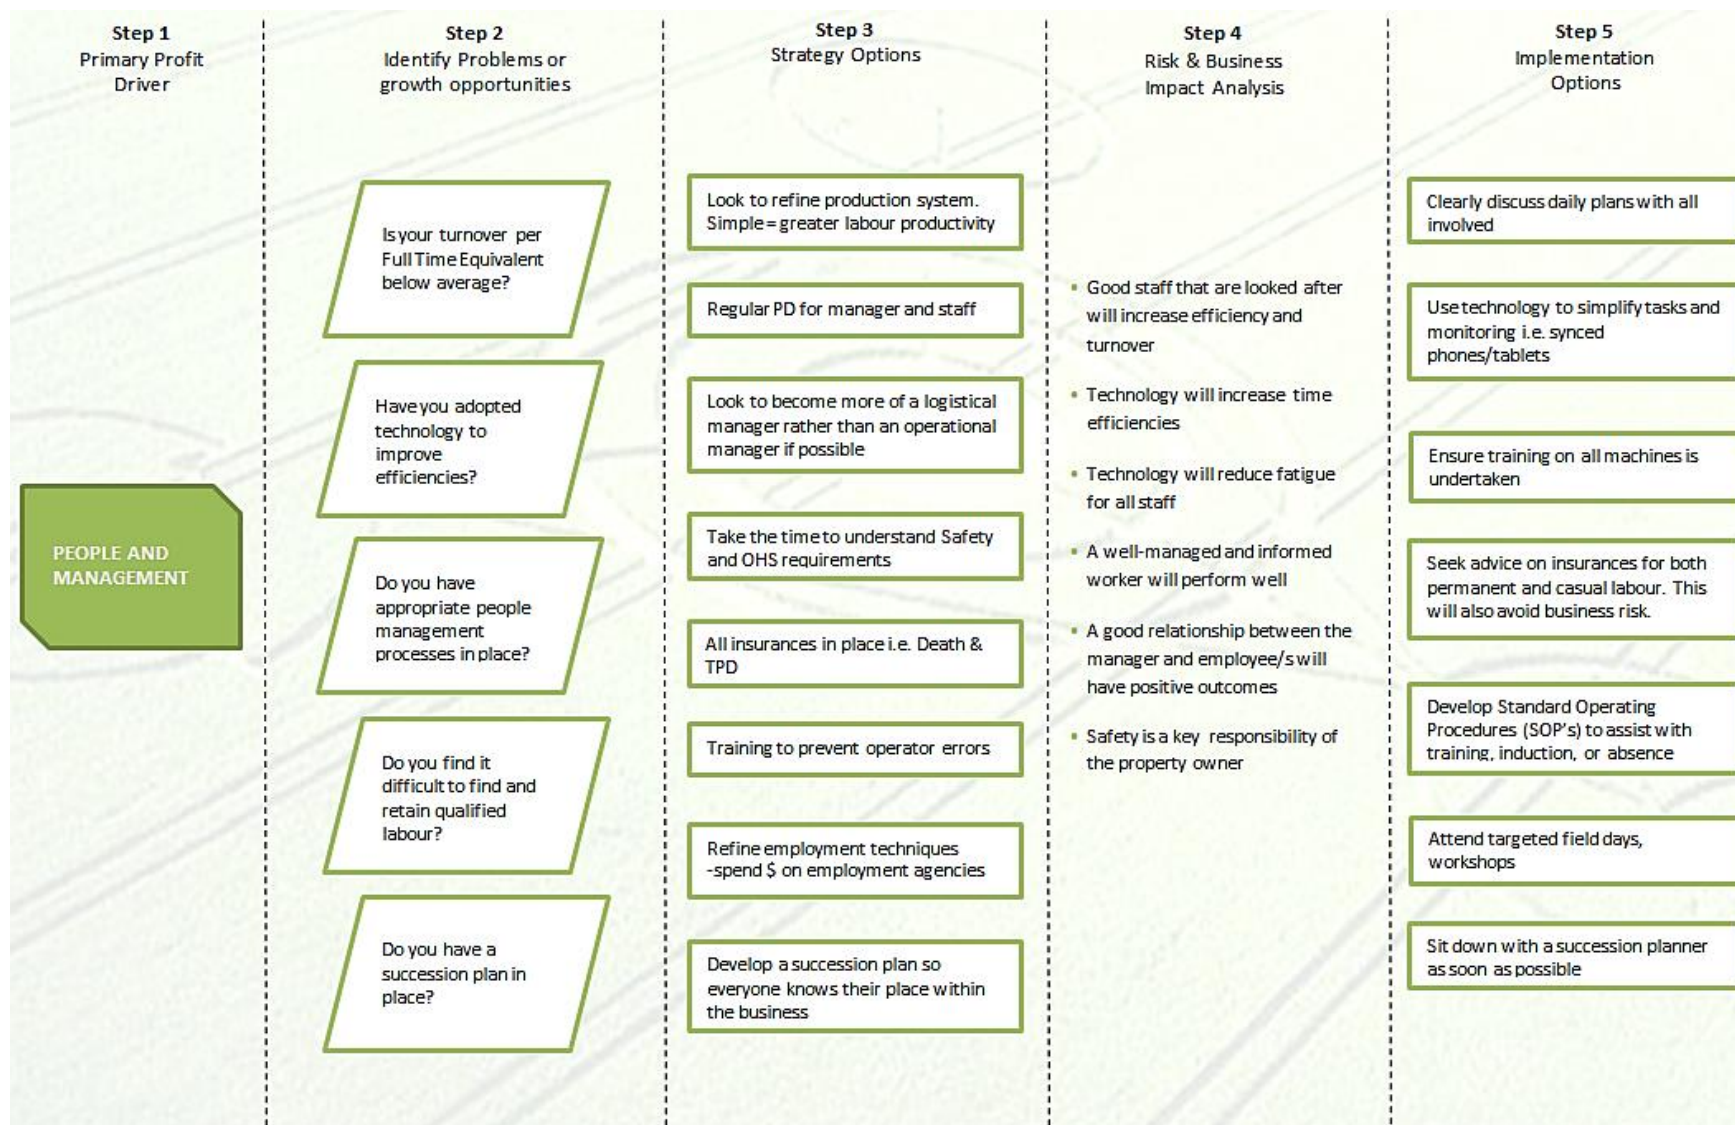 Step 1
Primary Profit
Driver
Step 2
Identify Problems or
growth opportunities
Step 3
Strategy Options
Step 4
Risk & Business
Impact Analysis
Step 5
Implementation
Options
PEOPLE AND
MANAGEMENT
Is your turnover per
Full Time Equivalent
below average?
Have you adopted
technology to
improve
efficiencies?
Do you have
appropriate people
management
processes in place?
Do you find it
difficult to find and
retain qualified
labour?
Do you have a
succession plan in
place?
Look to refine production system.
Simple = greater labour productivity
Regular PD for manager and staff
Look to become more of a logistical
manager rather than an operational
manager if possible
Take the time to understand Safety
and OHS requirements
All insurances in place i.e. Death &
TPD
Training to prevent operator errors
Refine employment techniques
-spend $ on employment agencies
Develop a succession plan so
everyone knows their place within
the business
• Good staff that are looked after
will increase efficiency and
turnover
• Technology will increase time
efficiencies
• Technology will reduce fatigue
for all staff
• A well-managed and informed
worker will perform well
• A good relationship between the
manager and employee/s will
have positive outcomes
• Safety is a key responsibility of
the property owner
Clearly discuss daily plans with all
involved
Use technology to simplify tasks and
monitoring i.e. synced
phones/tablets
Ensure training on all machines is
undertaken
Seek advice on insurances for both
permanent and casual labour. This
will also avoid business risk.
Develop Standard Operating
Procedures (SOP's) to assist with
training, induction, or absence
Attend targeted field days,
workshops
Sit down with a succession planner
as soon as possible